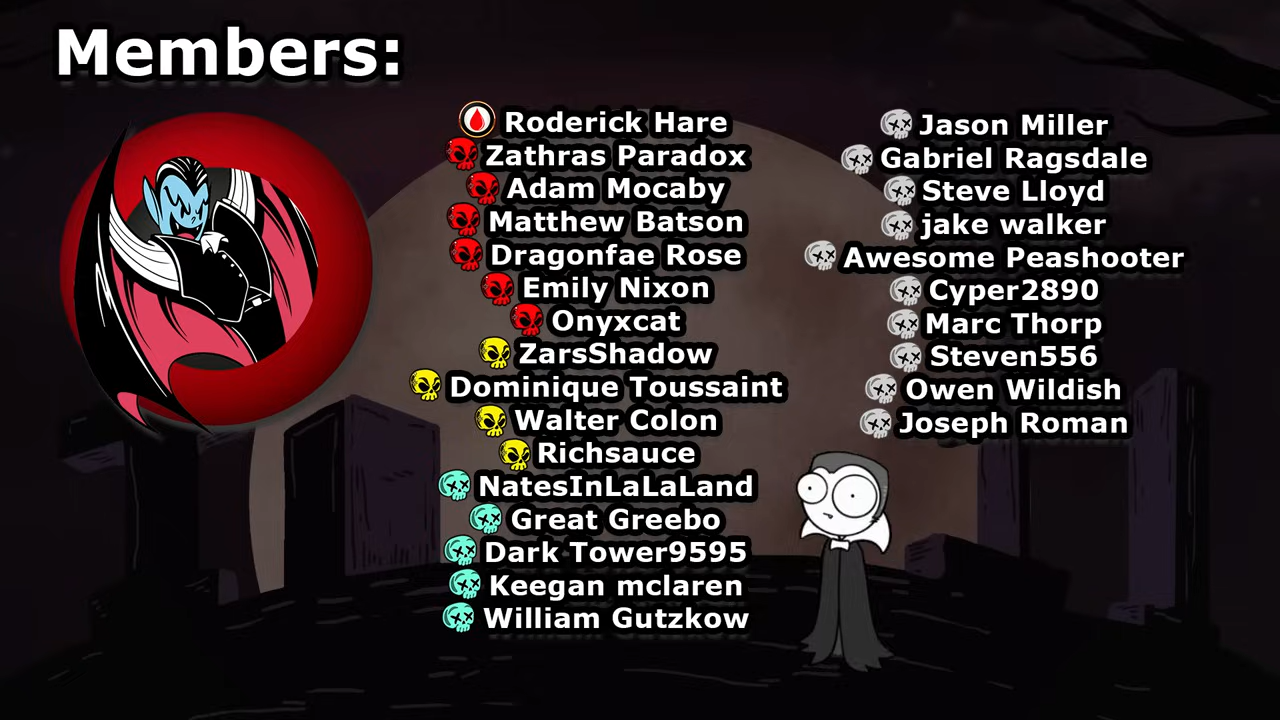 Members:
Roderick Hare
Zathras Paradox
Adam Mocaby
Matthew Batson
Dragonfae Rose
Emily Nixon
Onyxcat
ZarsShadow
Dominique Toussaint
Walter Colon
Richsauce
NatesInLaLaLand
Great Greebo
Dark Tower9595
Keegan mclaren
William Gutzkow
Jason Miller
Gabriel Ragsdale
Steve Lloyd
jake walker
Awesome Peashooter
Cyper2890
Marc Thorp
Steven556
Owen Wildish
Joseph Roman